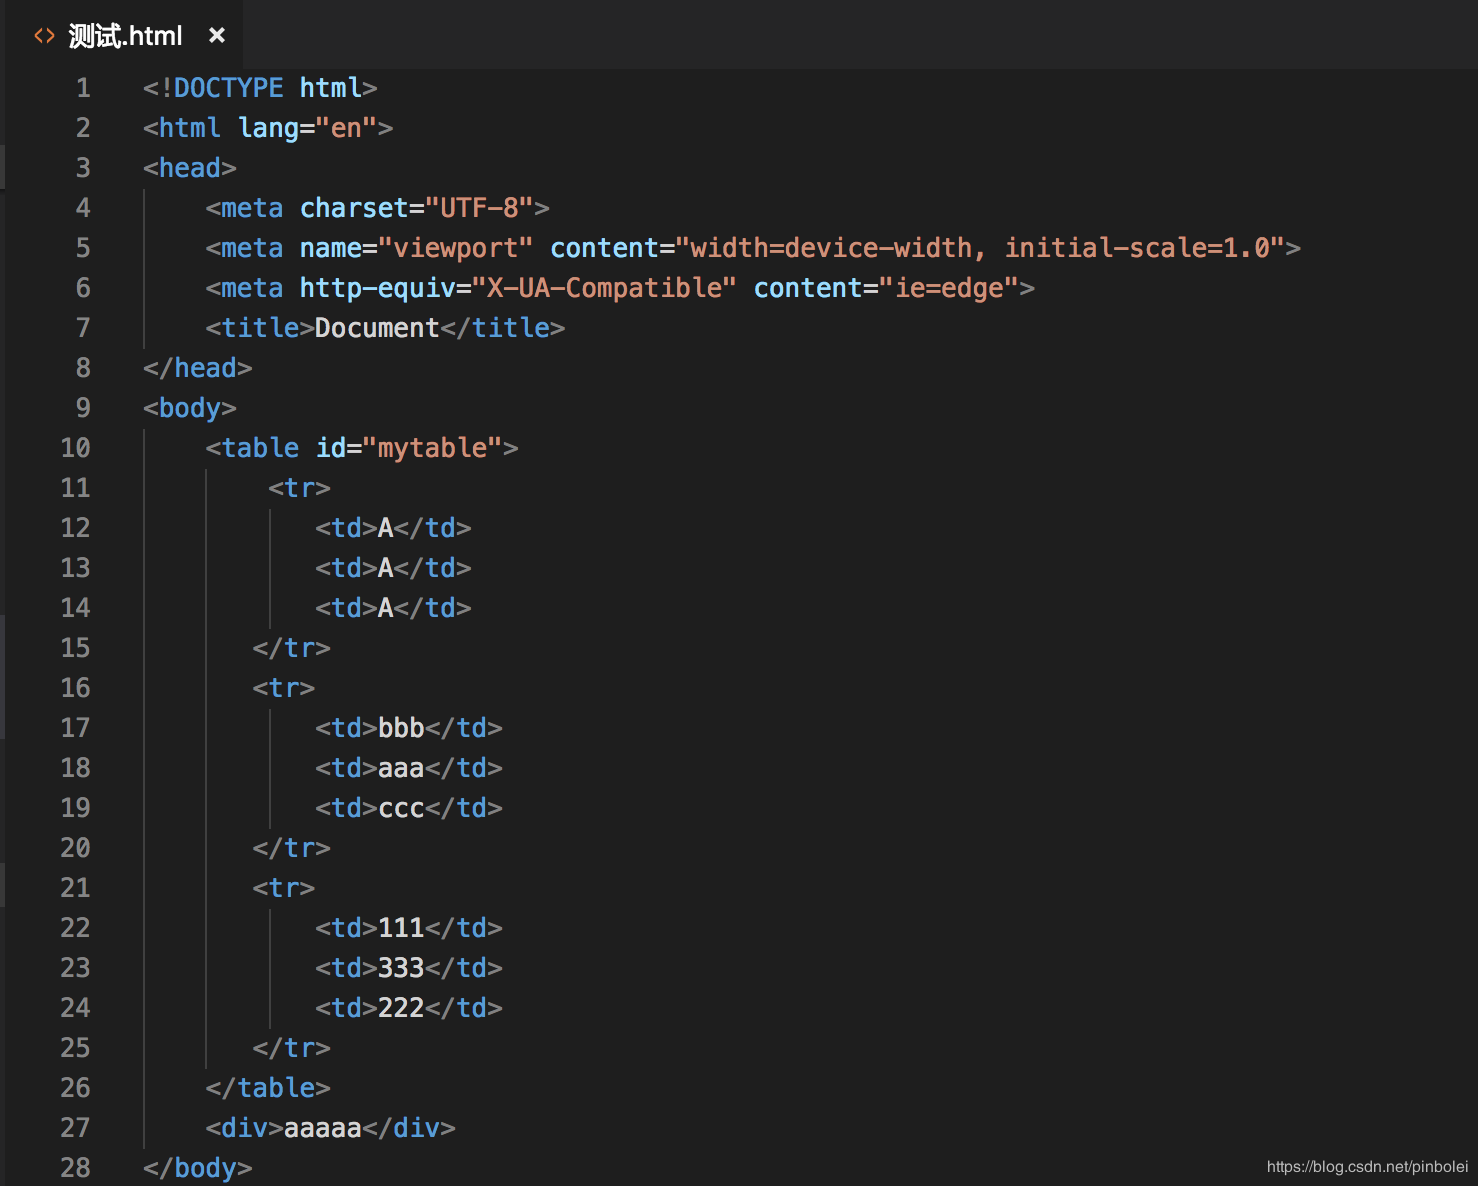 <> 测试.html ×
1 <!DOCTYPE html>
2 <html lang="en">
3 <head>
4     <meta charset="UTF-8">
5     <meta name="viewport" content="width=device-width, initial-scale=1.0">
6     <meta http-equiv="X-UA-Compatible" content="ie=edge">
7     <title>Document</title>
8 </head>
9 <body>
10     <table id="mytable">
11         <tr>
12            <td>A</td>
13            <td>A</td>
14            <td>A</td>
15        </tr>
16        <tr>
17            <td>bbb</td>
18            <td>aaa</td>
19            <td>ccc</td>
20        </tr>
21        <tr>
22            <td>111</td>
23            <td>333</td>
24            <td>222</td>
25        </tr>
26     </table>
27     <div>aaaaa</div>
28 </body>
https://blog.csdn.net/pinbolei